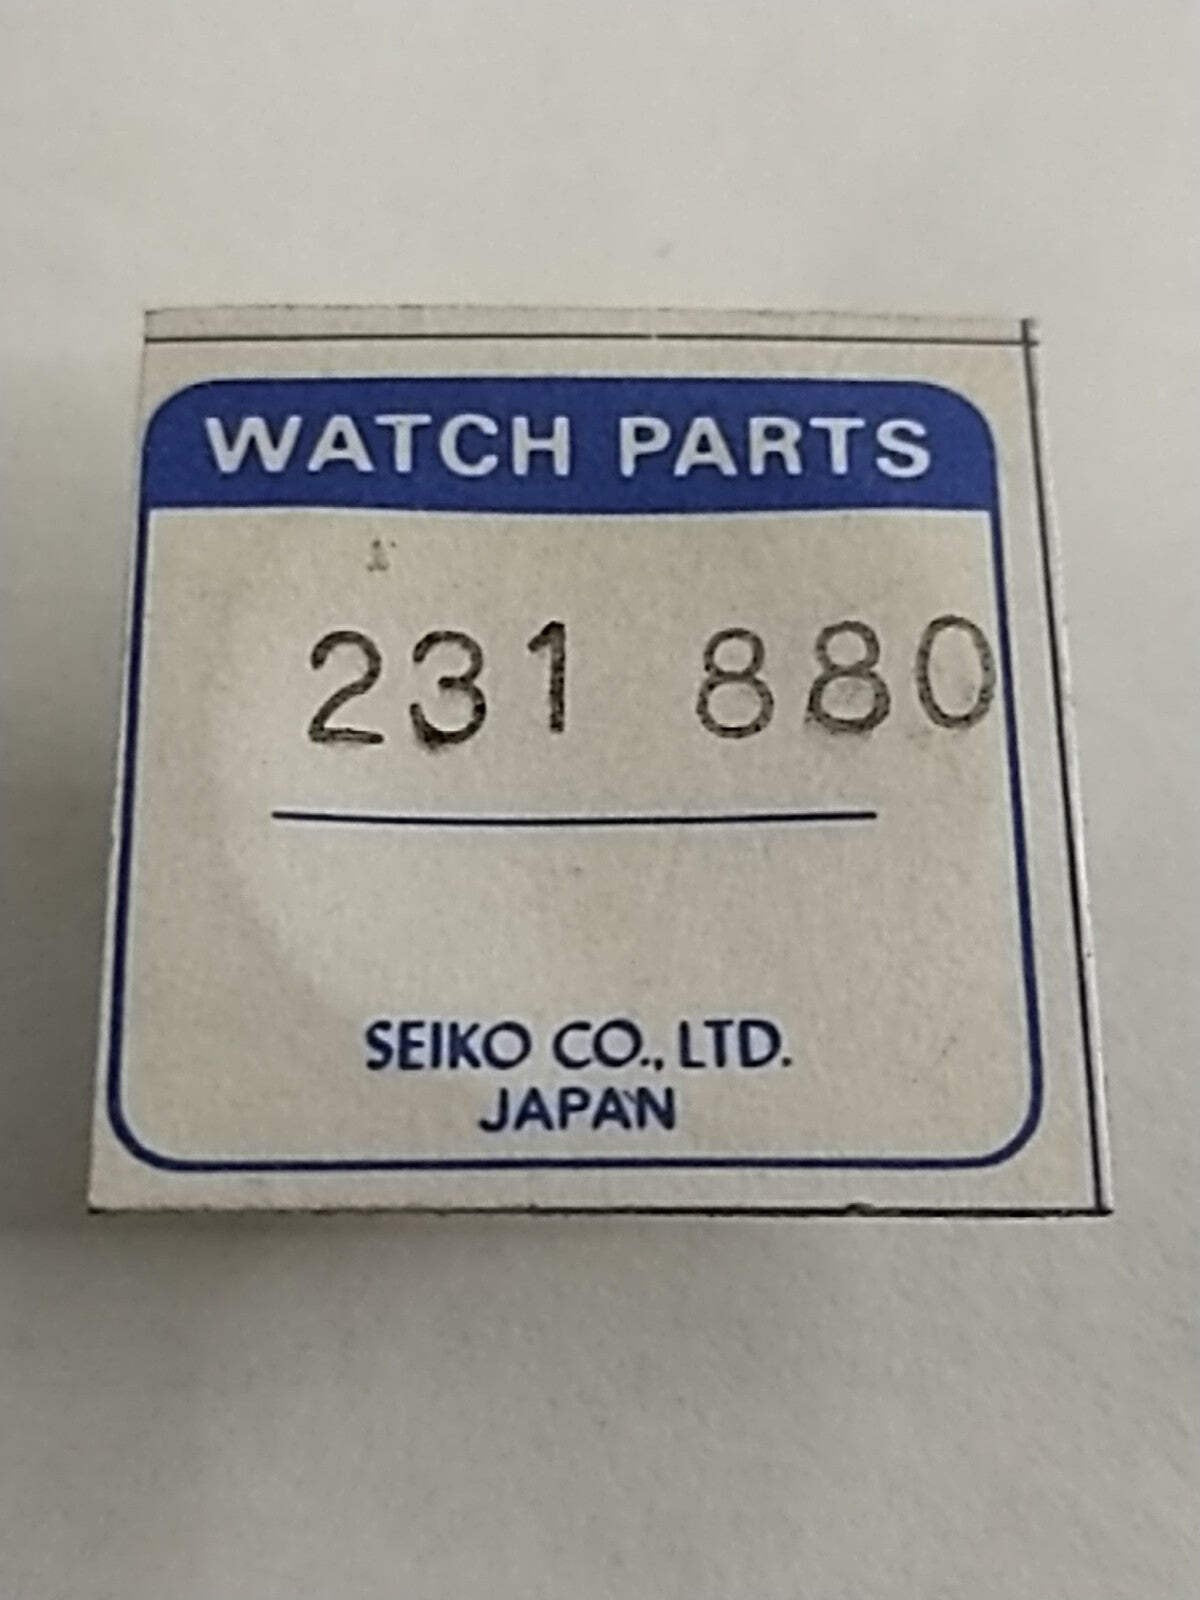 WATCH PARTS
231 880
SEIKO CO., LTD.
JAPAN